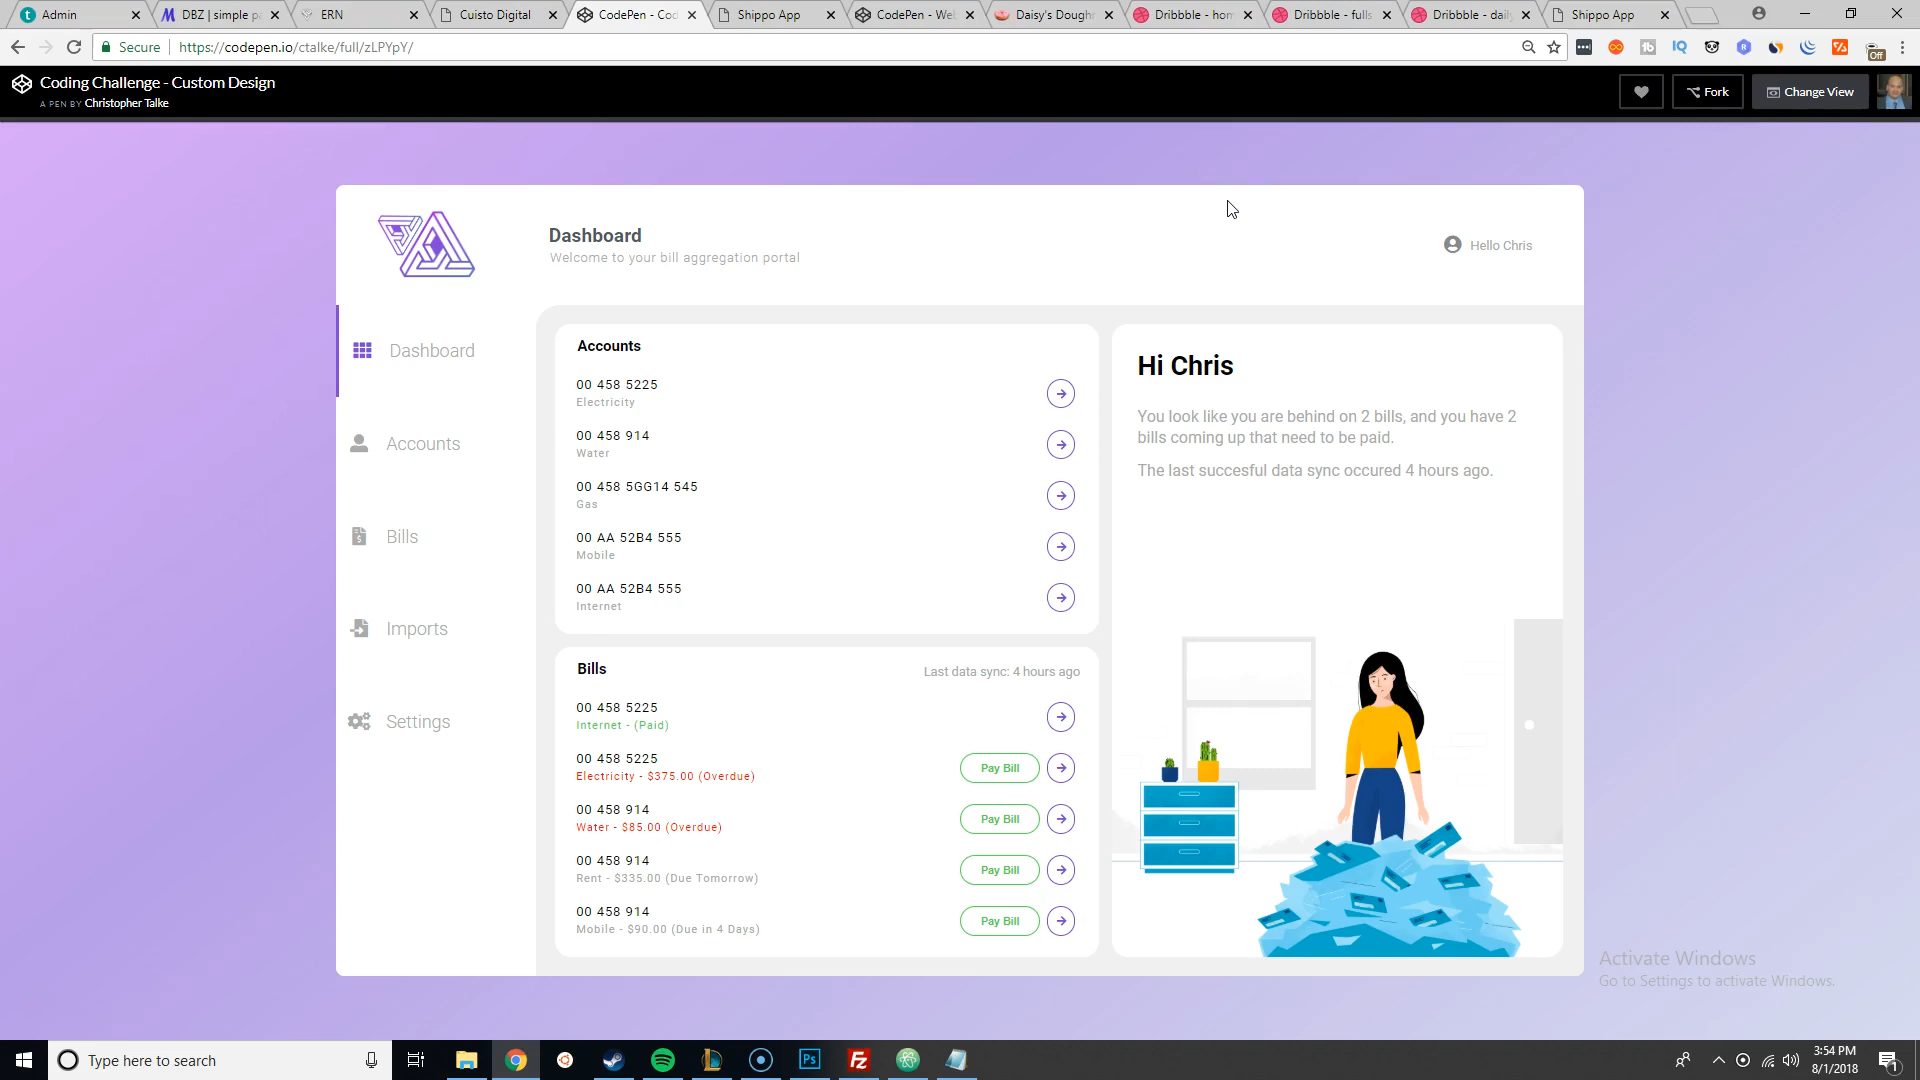 Admin
DBZ | simple pa
ERN
Cuisto Digital
CodePen - Cod
Shippo App
CodePen - Web
Daisy's Dough
Dribbble - hom
Dribbble - fulls
Dribbble - daily
Shippo App
Secure
https://codepen.io/ctalke/full/zLPYpY/
Off
Coding Challenge - Custom Design
A PEN BY Christopher Talke
Fork
Change View
Dashboard
Welcome to your bill aggregation portal
Hello Chris
Dashboard
Accounts
Bills
Imports
Settings
Accounts
00 458 5225
Electricity
00 458 914
Water
00 458 5GG14 545
Gas
00 AA 52B4 555
Mobile
00 AA 52B4 555
Internet
Bills
Last data sync: 4 hours ago
00 458 5225
Internet - (Paid)
00 458 5225
Electricity - $375.00 (Overdue)
Pay Bill
00 458 914
Water - $85.00 (Overdue)
Pay Bill
00 458 914
Rent - $335.00 (Due Tomorrow)
Pay Bill
00 458 914
Mobile - $90.00 (Due in 4 Days)
Pay Bill
Hi Chris
You look like you are behind on 2 bills, and you have 2
bills coming up that need to be paid.
The last succesful data sync occured 4 hours ago.
Activate Windows
Go to Settings to activate Windows.
Type here to search
Ps
FZ
3:54 PM
8/1/2018
1